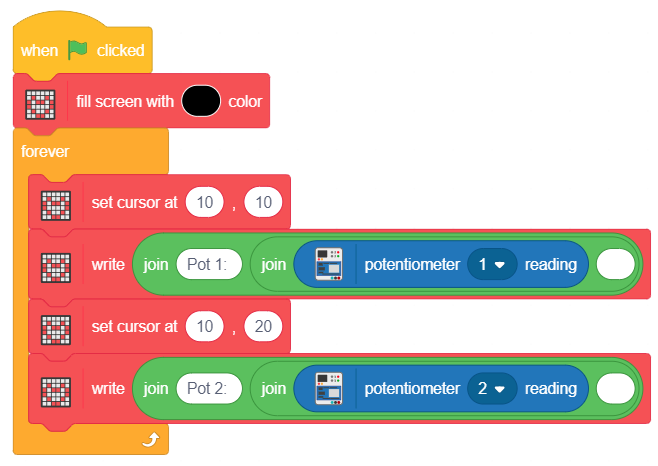 when clicked
fill screen with color
forever
set cursor at 10 , 10
write join Pot 1: join potentiometer 1 reading
set cursor at 10 , 20
write join Pot 2: join potentiometer 2 reading